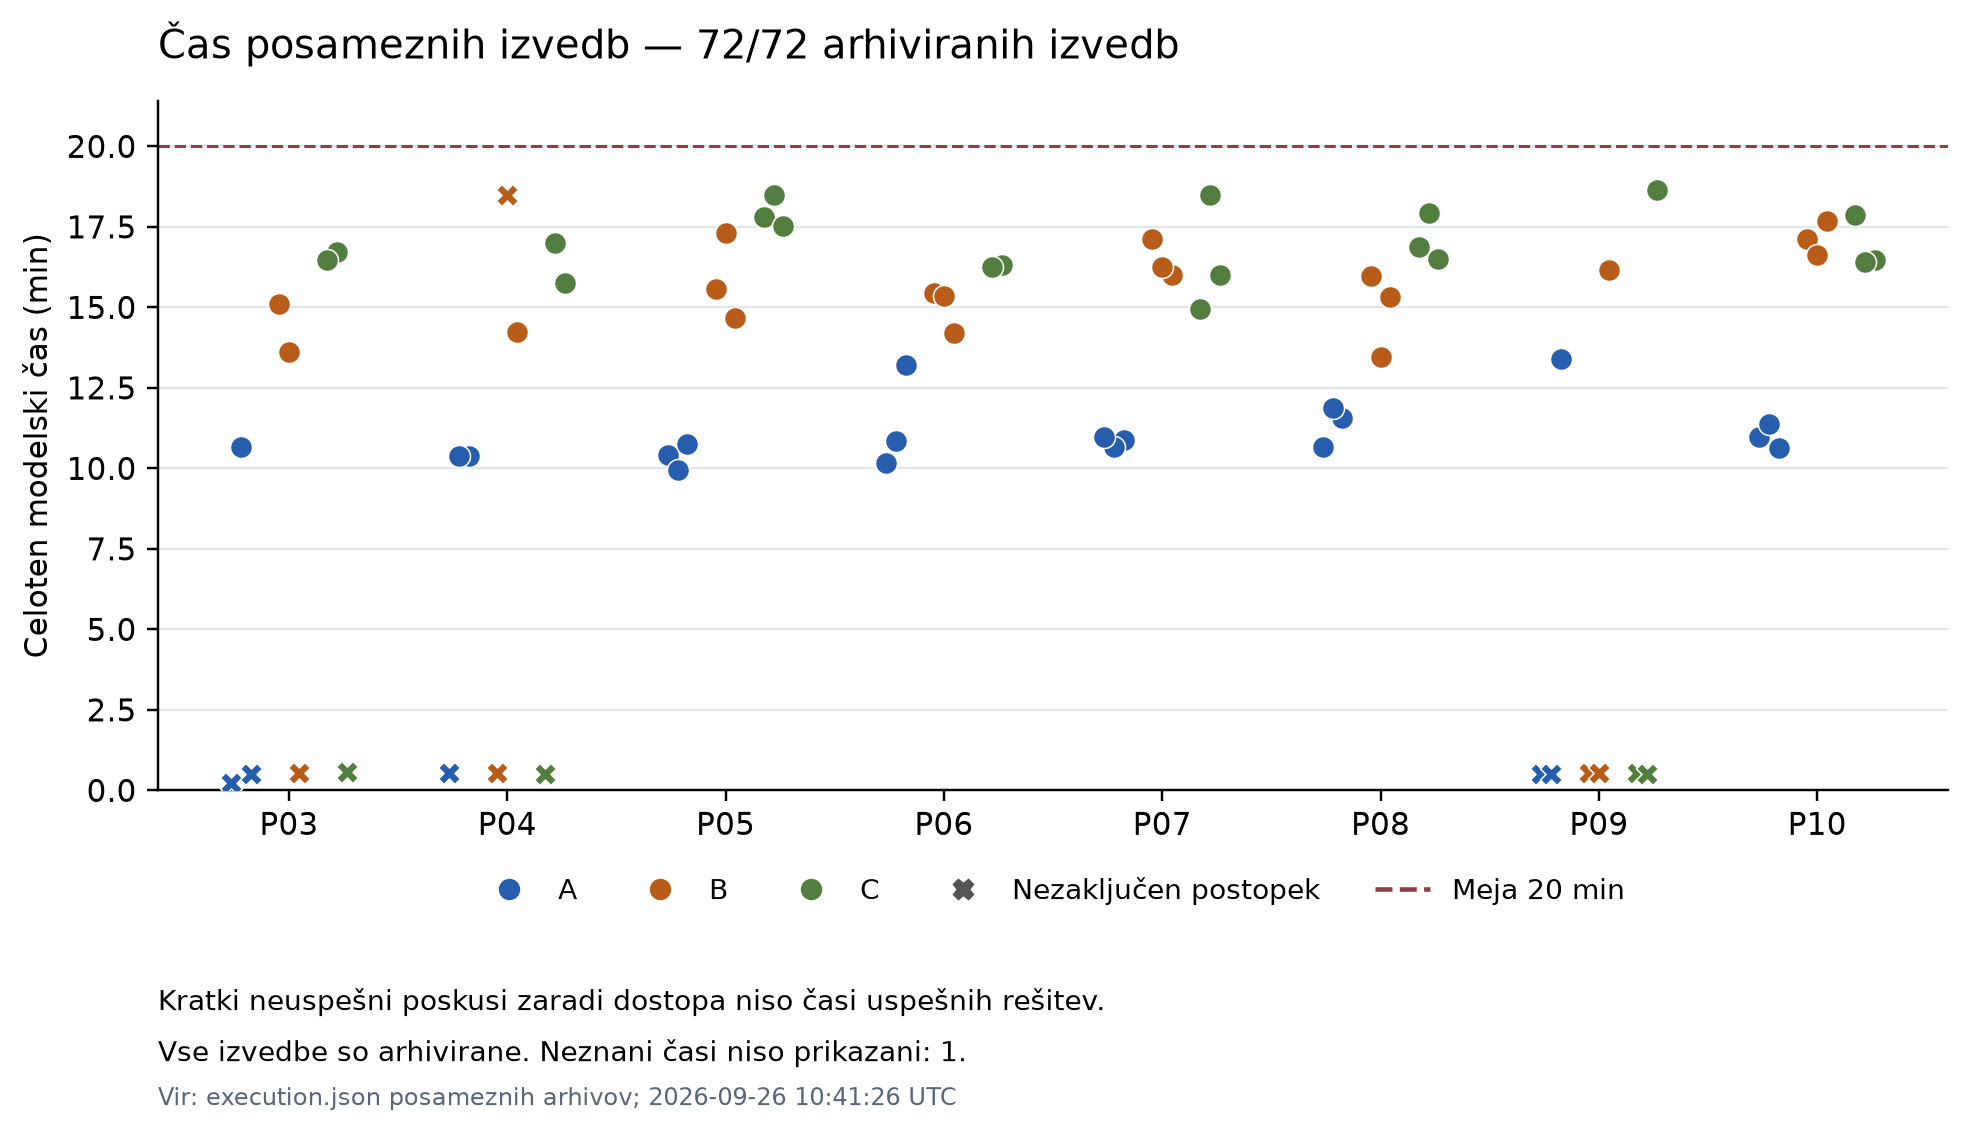 Čas posameznih izvedb — 72/72 arhiviranih izvedb
Celoten modelski čas (min)
20.0
17.5
15.0
12.5
10.0
7.5
5.0
2.5
0.0
P03 P04 P05 P06 P07 P08 P09 P10
A B C Nezaključen postopek Meja 20 min
Kratki neuspešni poskusi zaradi dostopa niso časi uspešnih rešitev.
Vse izvedbe so arhivirane. Neznani časi niso prikazani: 1.
Vir: execution.json posameznih arhivov; 2026-09-26 10:41:26 UTC